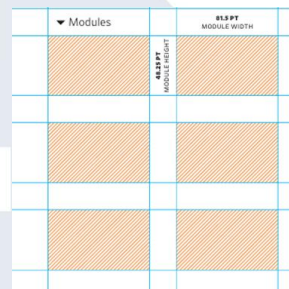 ▼ Modules
81.5 PT
MODULE WIDTH
48.25 PT
MODULE HEIGHT